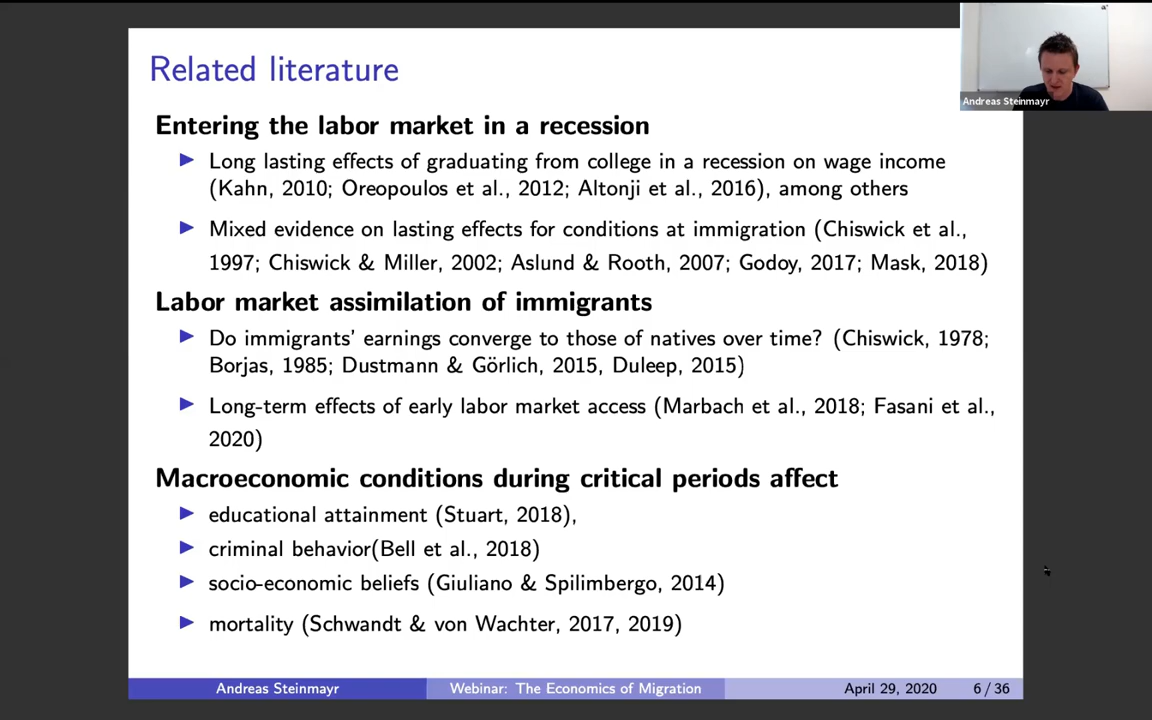 Related literature
Andreas Steinmayr
Entering the labor market in a recession
Long lasting effects of graduating from college in a recession on wage income
(Kahn, 2010; Oreopoulos et al., 2012; Altonji et al., 2016), among others
Mixed evidence on lasting effects for conditions at immigration (Chiswick et al.,
1997; Chiswick & Miller, 2002; Aslund & Rooth, 2007; Godoy, 2017; Mask, 2018)
Labor market assimilation of immigrants
Do immigrants' earnings converge to those of natives over time? (Chiswick, 1978;
Borjas, 1985; Dustmann & Görlich, 2015, Duleep, 2015)
Long-term effects of early labor market access (Marbach et al., 2018; Fasani et al.,
2020)
Macroeconomic conditions during critical periods affect
educational attainment (Stuart, 2018),
criminal behavior(Bell et al., 2018)
socio-economic beliefs (Giuliano & Spilimbergo, 2014)
mortality (Schwandt & von Wachter, 2017, 2019)
Andreas Steinmayr Webinar: The Economics of Migration April 29, 2020 6 / 36